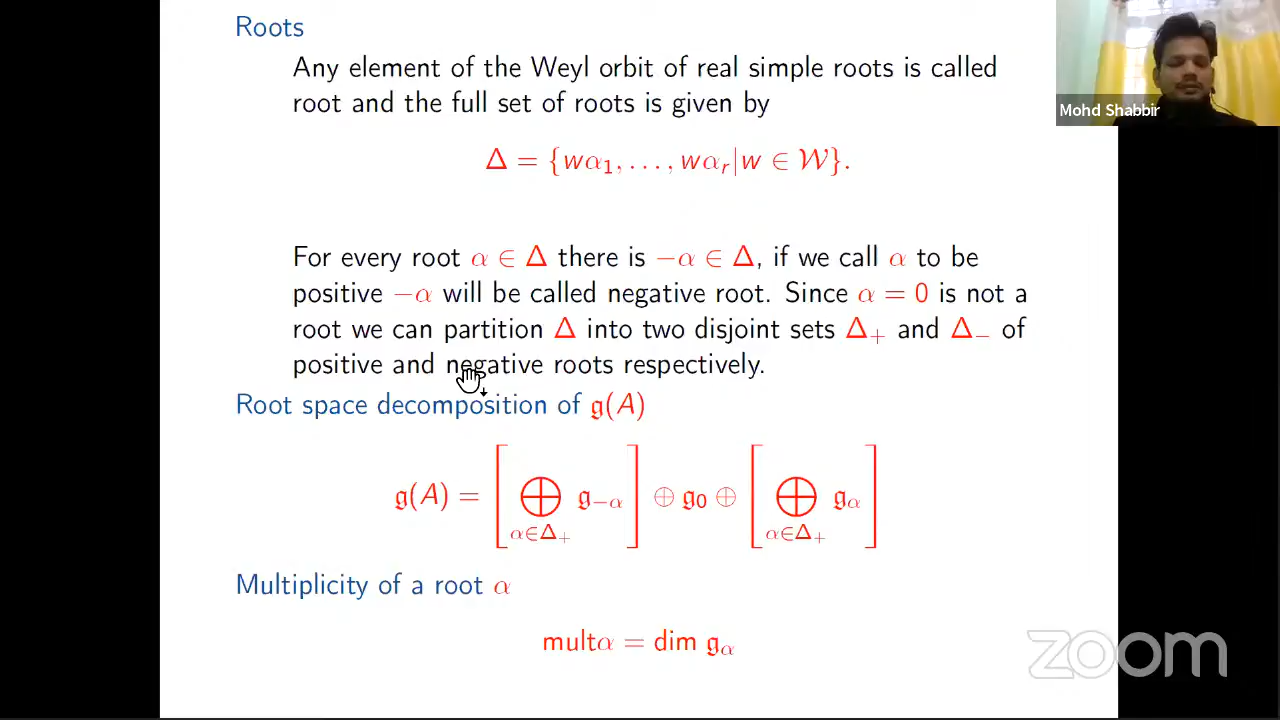 Roots
Any element of the Weyl orbit of real simple roots is called
root and the full set of roots is given by
Δ = {wα₁, . . . , wαᵣ|w ∈ 𝒲}.
For every root α ∈ Δ there is −α ∈ Δ, if we call α to be
positive −α will be called negative root. Since α = 0 is not a
root we can partition Δ into two disjoint sets Δ₊ and Δ₋ of
positive and negative roots respectively.
Root space decomposition of 𝔤(A)
𝔤(A) = [⨁_{α∈Δ₊} 𝔤_{−α}] ⊕ 𝔤₀ ⊕ [⨁_{α∈Δ₊} 𝔤_α]
Multiplicity of a root α
multα = dim 𝔤_α
Mohd Shabbir
zoom